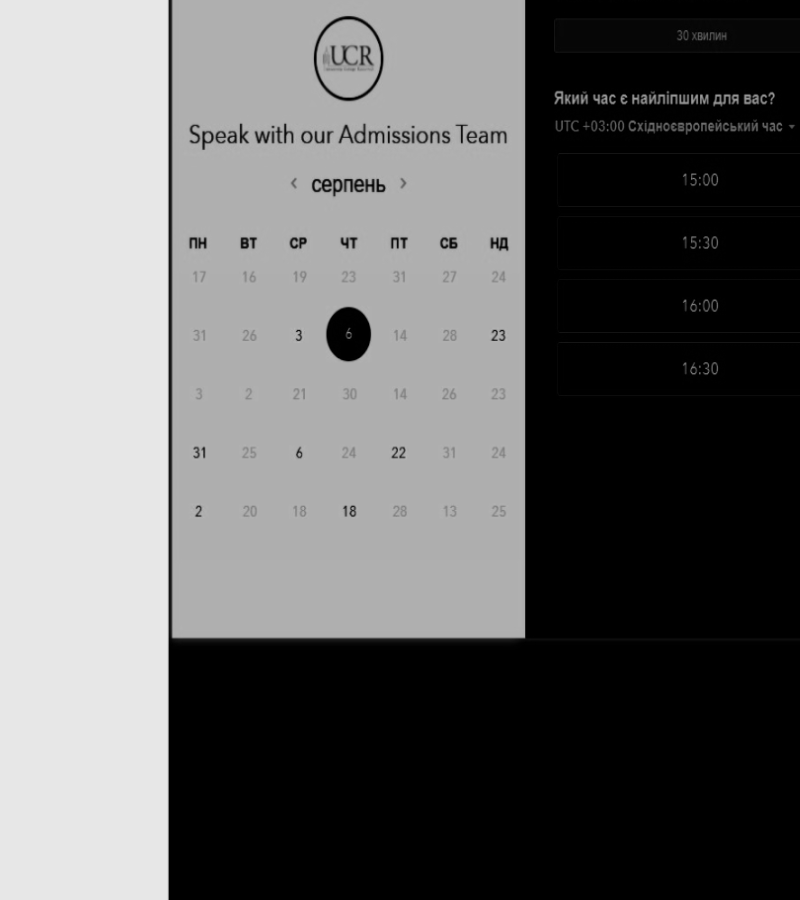 UCR
Speak with our Admissions Team
‹ серпень ›
ПН ВТ СР ЧТ ПТ СБ НД
17 16 19 23 31 27 24
31 26 3 6 14 28 23
3 2 21 30 14 26 23
31 25 6 24 22 31 24
2 20 18 18 28 13 25
30 хвилин
Який час є найліпшим для вас?
UTC +03:00 Східноєвропейський час
15:00
15:30
16:00
16:30